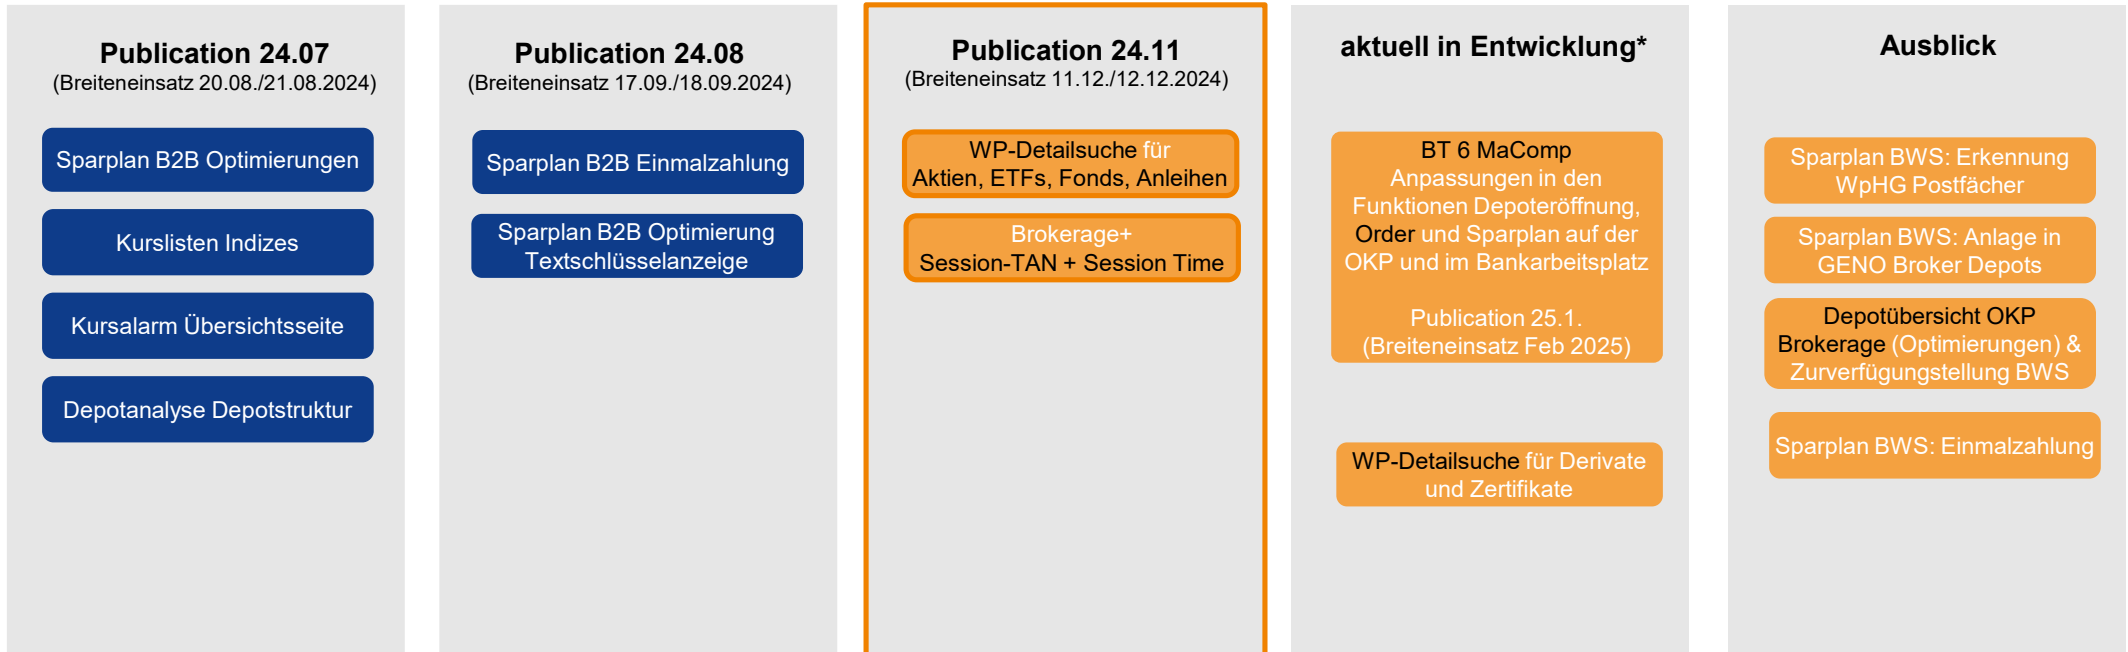 Publication 24.07
(Breiteneinsatz 20.08./21.08.2024)
Sparplan B2B Optimierungen
Kurslisten Indizes
Kursalarm Übersichtsseite
Depotanalyse Depotstruktur
Publication 24.08
(Breiteneinsatz 17.09./18.09.2024)
Sparplan B2B Einmalzahlung
Sparplan B2B Optimierung
Textschlüsselanzeige
Publication 24.11
(Breiteneinsatz 11.12./12.12.2024)
WP-Detailsuche für
Aktien, ETFs, Fonds, Anleihen
Brokerage+
Session-TAN + Session Time
aktuell in Entwicklung*
BT 6 MaComp
Anpassungen in den
Funktionen Depoteröffnung,
Order und Sparplan auf der
OKP und im Bankarbeitsplatz
Publication 25.1.
(Breiteneinsatz Feb 2025)
WP-Detailsuche für Derivate
und Zertifikate
Ausblick
Sparplan BWS: Erkennung
WpHG Postfächer
Sparplan BWS: Anlage in
GENO Broker Depots
Depotübersicht OKP
Brokerage (Optimierungen) &
Zurverfügungstellung BWS
Sparplan BWS: Einmalzahlung